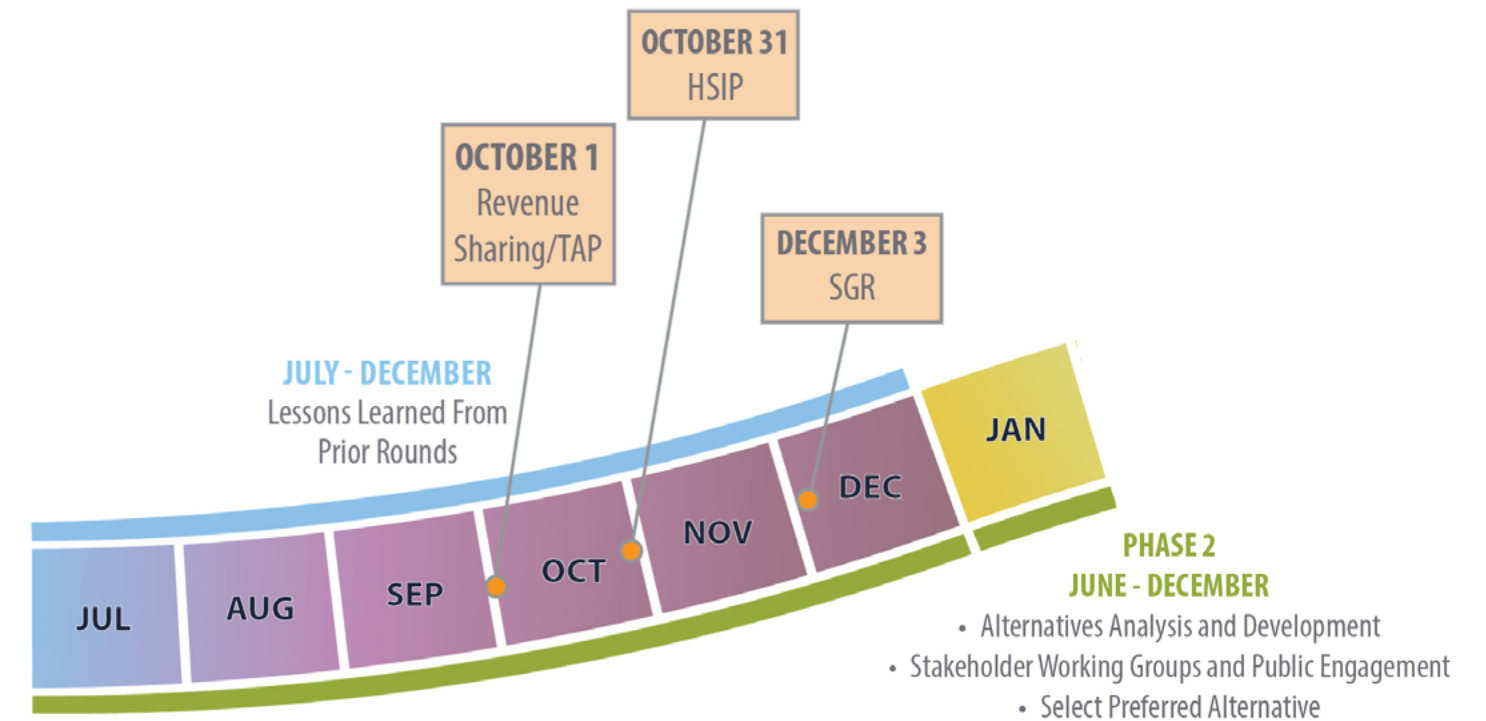 OCTOBER 31
HSIP
OCTOBER 1
Revenue
Sharing/TAP
DECEMBER 3
SGR
JULY - DECEMBER
Lessons Learned From
Prior Rounds
JUL
AUG
SEP
OCT
NOV
DEC
JAN
PHASE 2
JUNE - DECEMBER
• Alternatives Analysis and Development
• Stakeholder Working Groups and Public Engagement
• Select Preferred Alternative